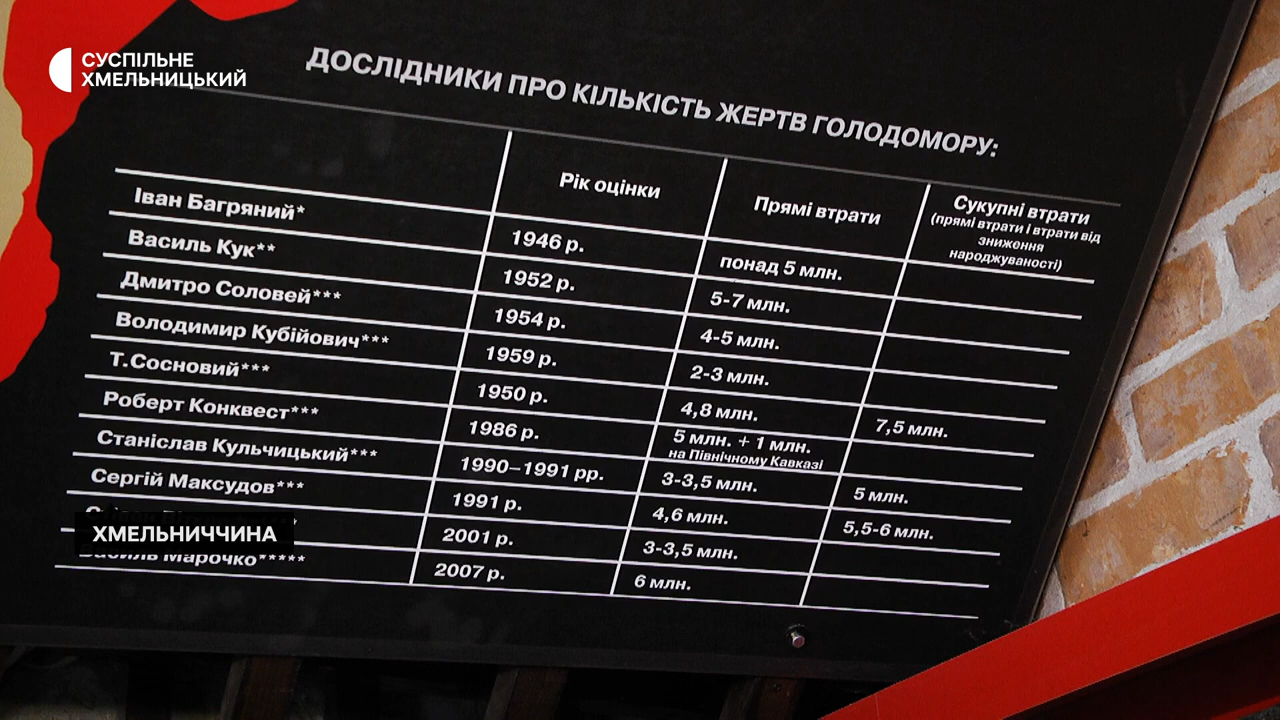 СУСПІЛЬНЕ
ХМЕЛЬНИЦЬКИЙ
ДОСЛІДНИКИ ПРО КІЛЬКІСТЬ ЖЕРТВ ГОЛОДОМОРУ:
Рік оцінки
Прямі втрати
Сукупні втрати
(прямі втрати і втрати від
зниження
народжуваності)
Іван Багряний* 1946 р. понад 5 млн.
Василь Кук** 1952 р. 5-7 млн.
Дмитро Соловей*** 1954 р. 4-5 млн.
Володимир Кубійович*** 1959 р. 2-3 млн.
Т.Сосновий*** 1950 р. 4,8 млн. 7,5 млн.
Роберт Конквест*** 1986 р. 5 млн. + 1 млн.
на Північному Кавказі
Станіслав Кульчицький*** 1990–1991 рр. 3-3,5 млн. 5 млн.
Сергій Максудов*** 1991 р. 4,6 млн. 5,5-6 млн.
2001 р. 3-3,5 млн.
Василь Марочко***** 2007 р. 6 млн.
ХМЕЛЬНИЧЧИНА